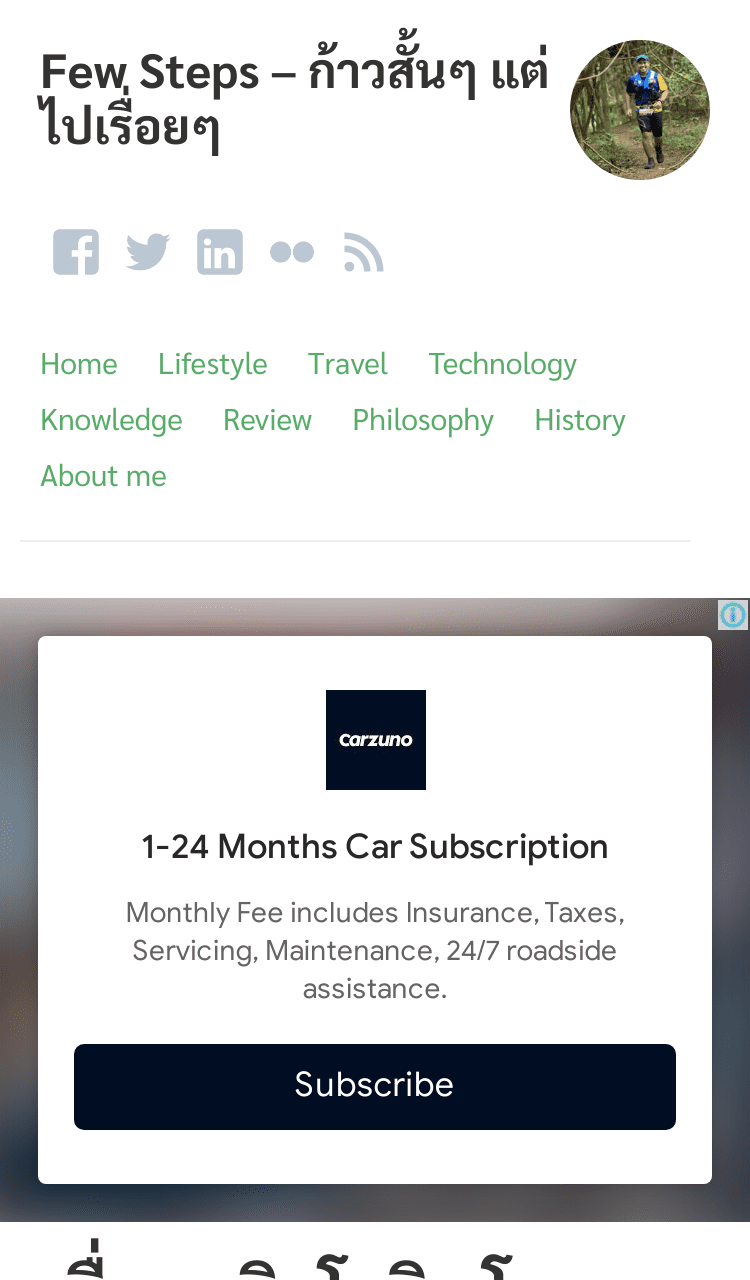 Few Steps – ก้าวสั้นๆ แต่
ไปเรื่อยๆ
Home Lifestyle Travel Technology
Knowledge Review Philosophy History
About me
Carzuno
1-24 Months Car Subscription
Monthly Fee includes Insurance, Taxes,
Servicing, Maintenance, 24/7 roadside
assistance.
Subscribe